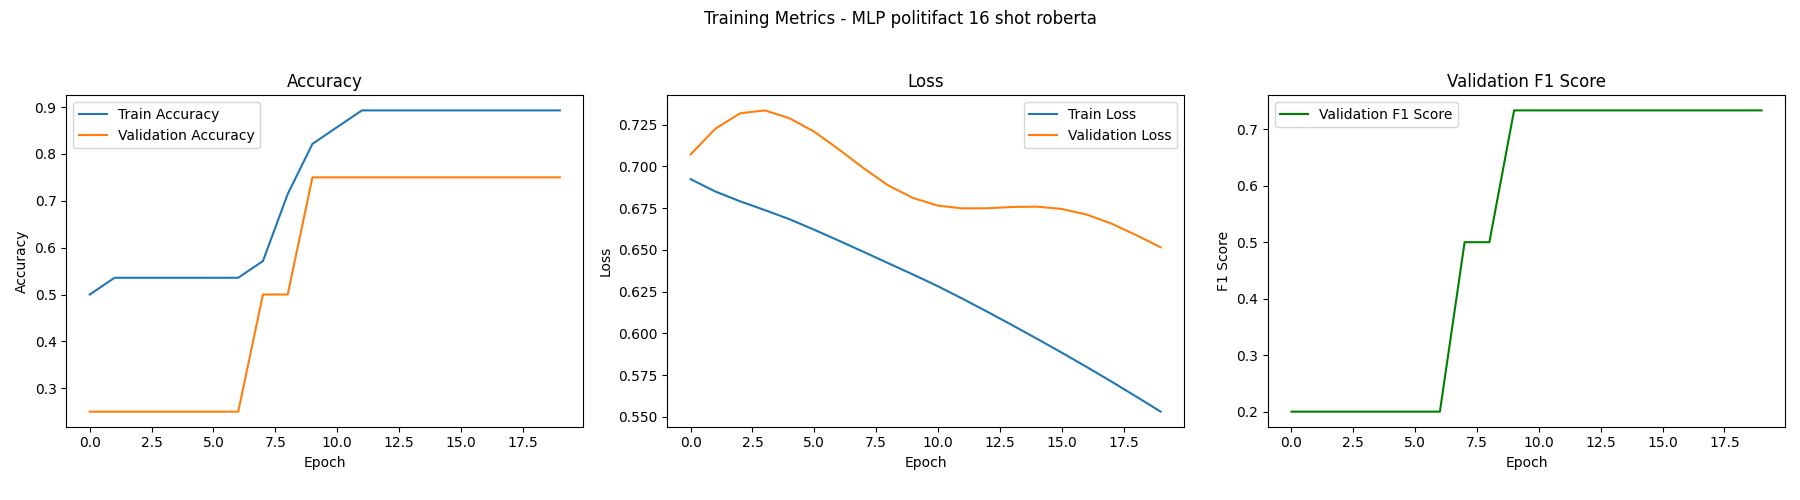 Training Metrics - MLP politifact 16 shot roberta
Accuracy
Train Accuracy
Validation Accuracy
Accuracy
0.9
0.8
0.7
0.6
0.5
0.4
0.3
0.0 2.5 5.0 7.5 10.0 12.5 15.0 17.5
Epoch
Loss
Train Loss
Validation Loss
Loss
0.725
0.700
0.675
0.650
0.625
0.600
0.575
0.550
0.0 2.5 5.0 7.5 10.0 12.5 15.0 17.5
Epoch
Validation F1 Score
Validation F1 Score
F1 Score
0.7
0.6
0.5
0.4
0.3
0.2
0.0 2.5 5.0 7.5 10.0 12.5 15.0 17.5
Epoch